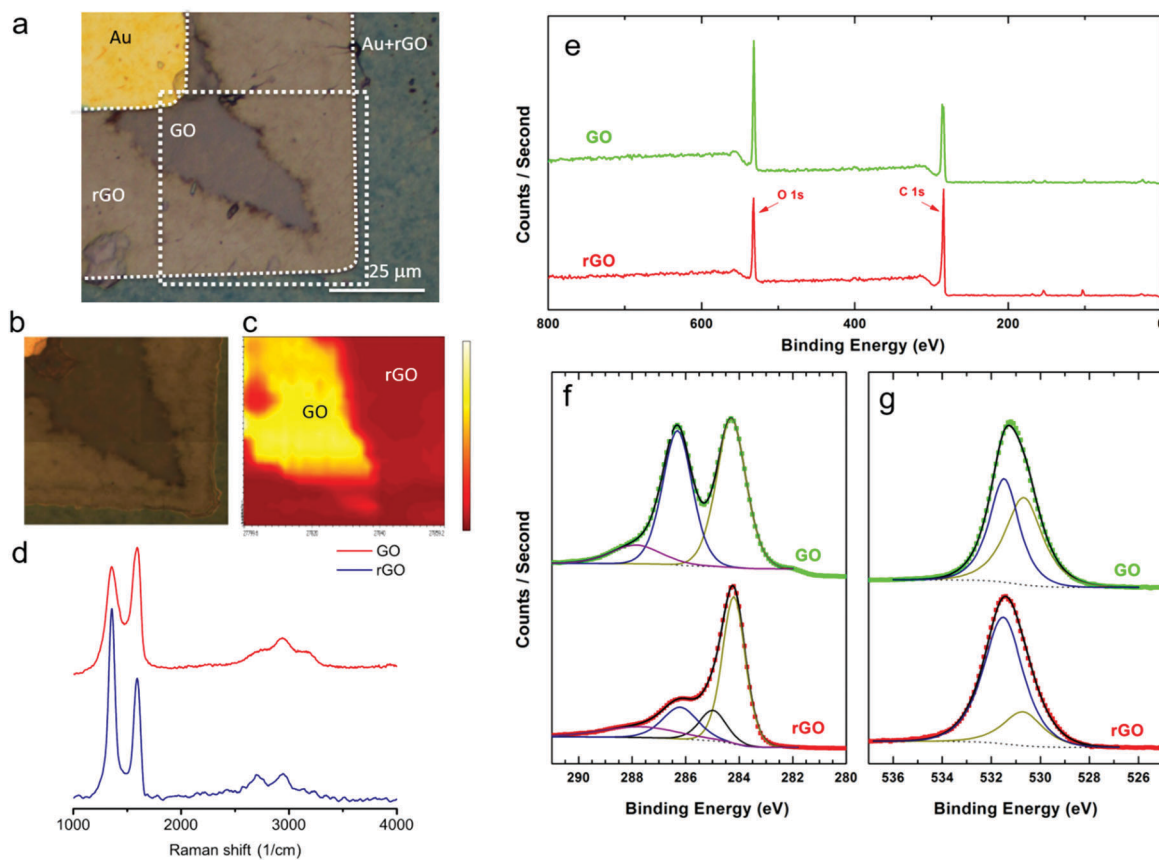 a
Au
Au+rGO
GO
rGO
25 µm
b
c
GO
rGO
d
GO
rGO
1000
2000
3000
4000
Raman shift (1/cm)
e
Counts / Second
GO
O 1s
C 1s
rGO
800
600
400
200
Binding Energy (eV)
f
Counts / Second
GO
rGO
290
288
286
284
282
280
Binding Energy (eV)
g
GO
rGO
536
534
532
530
528
526
Binding Energy (eV)